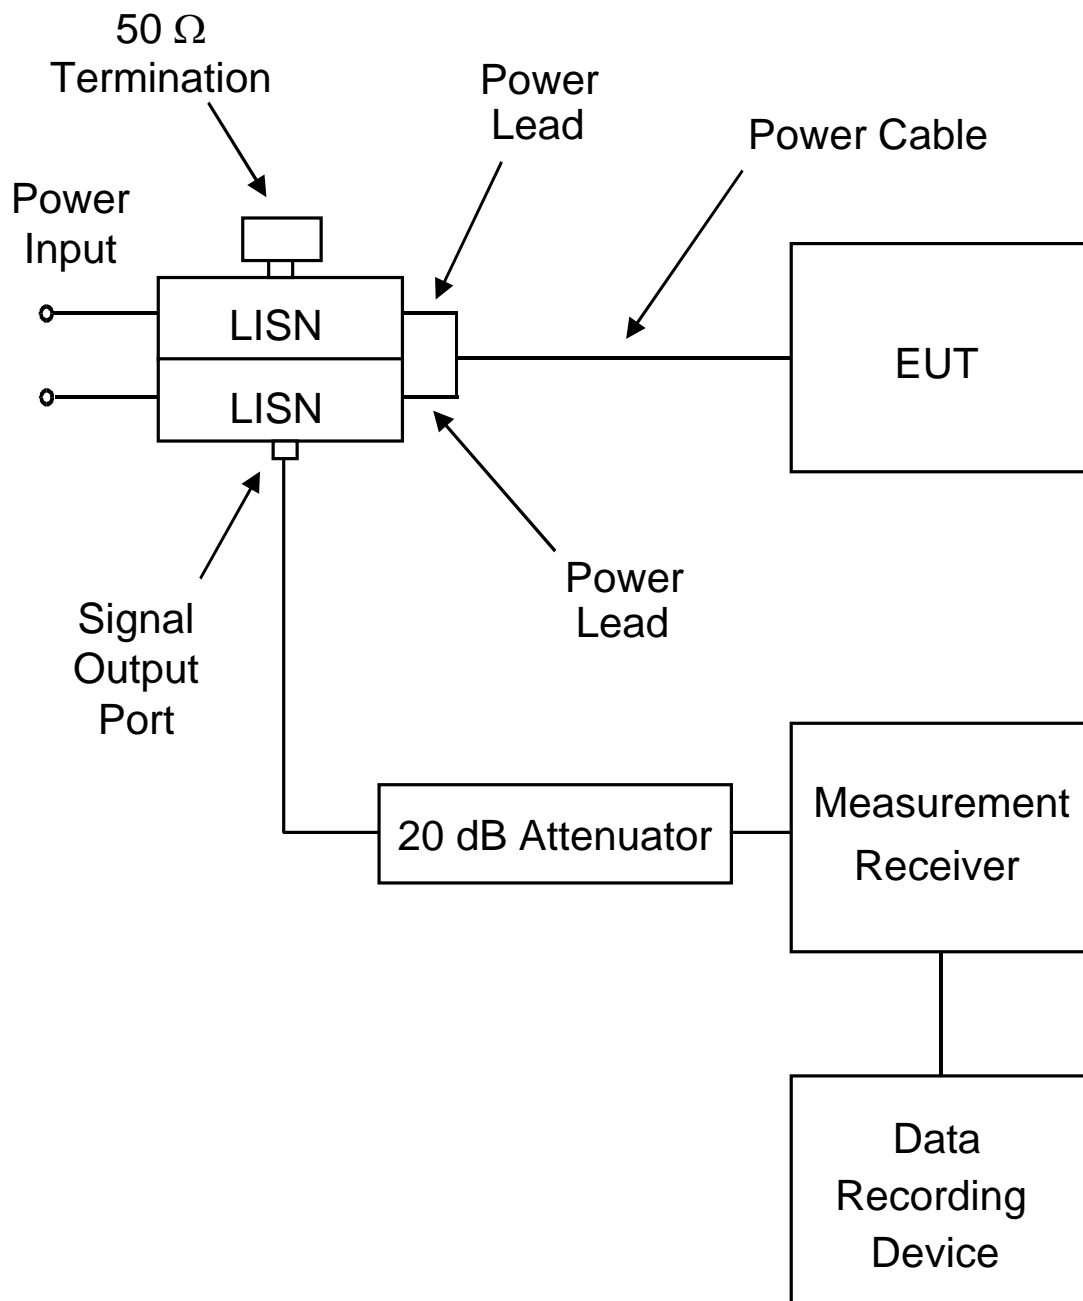 50 Ω
Termination
Power
Lead
Power Cable
Power
Input
LISN
LISN
EUT
Power
Lead
Signal
Output
Port
20 dB Attenuator
Measurement
Receiver
Data
Recording
Device